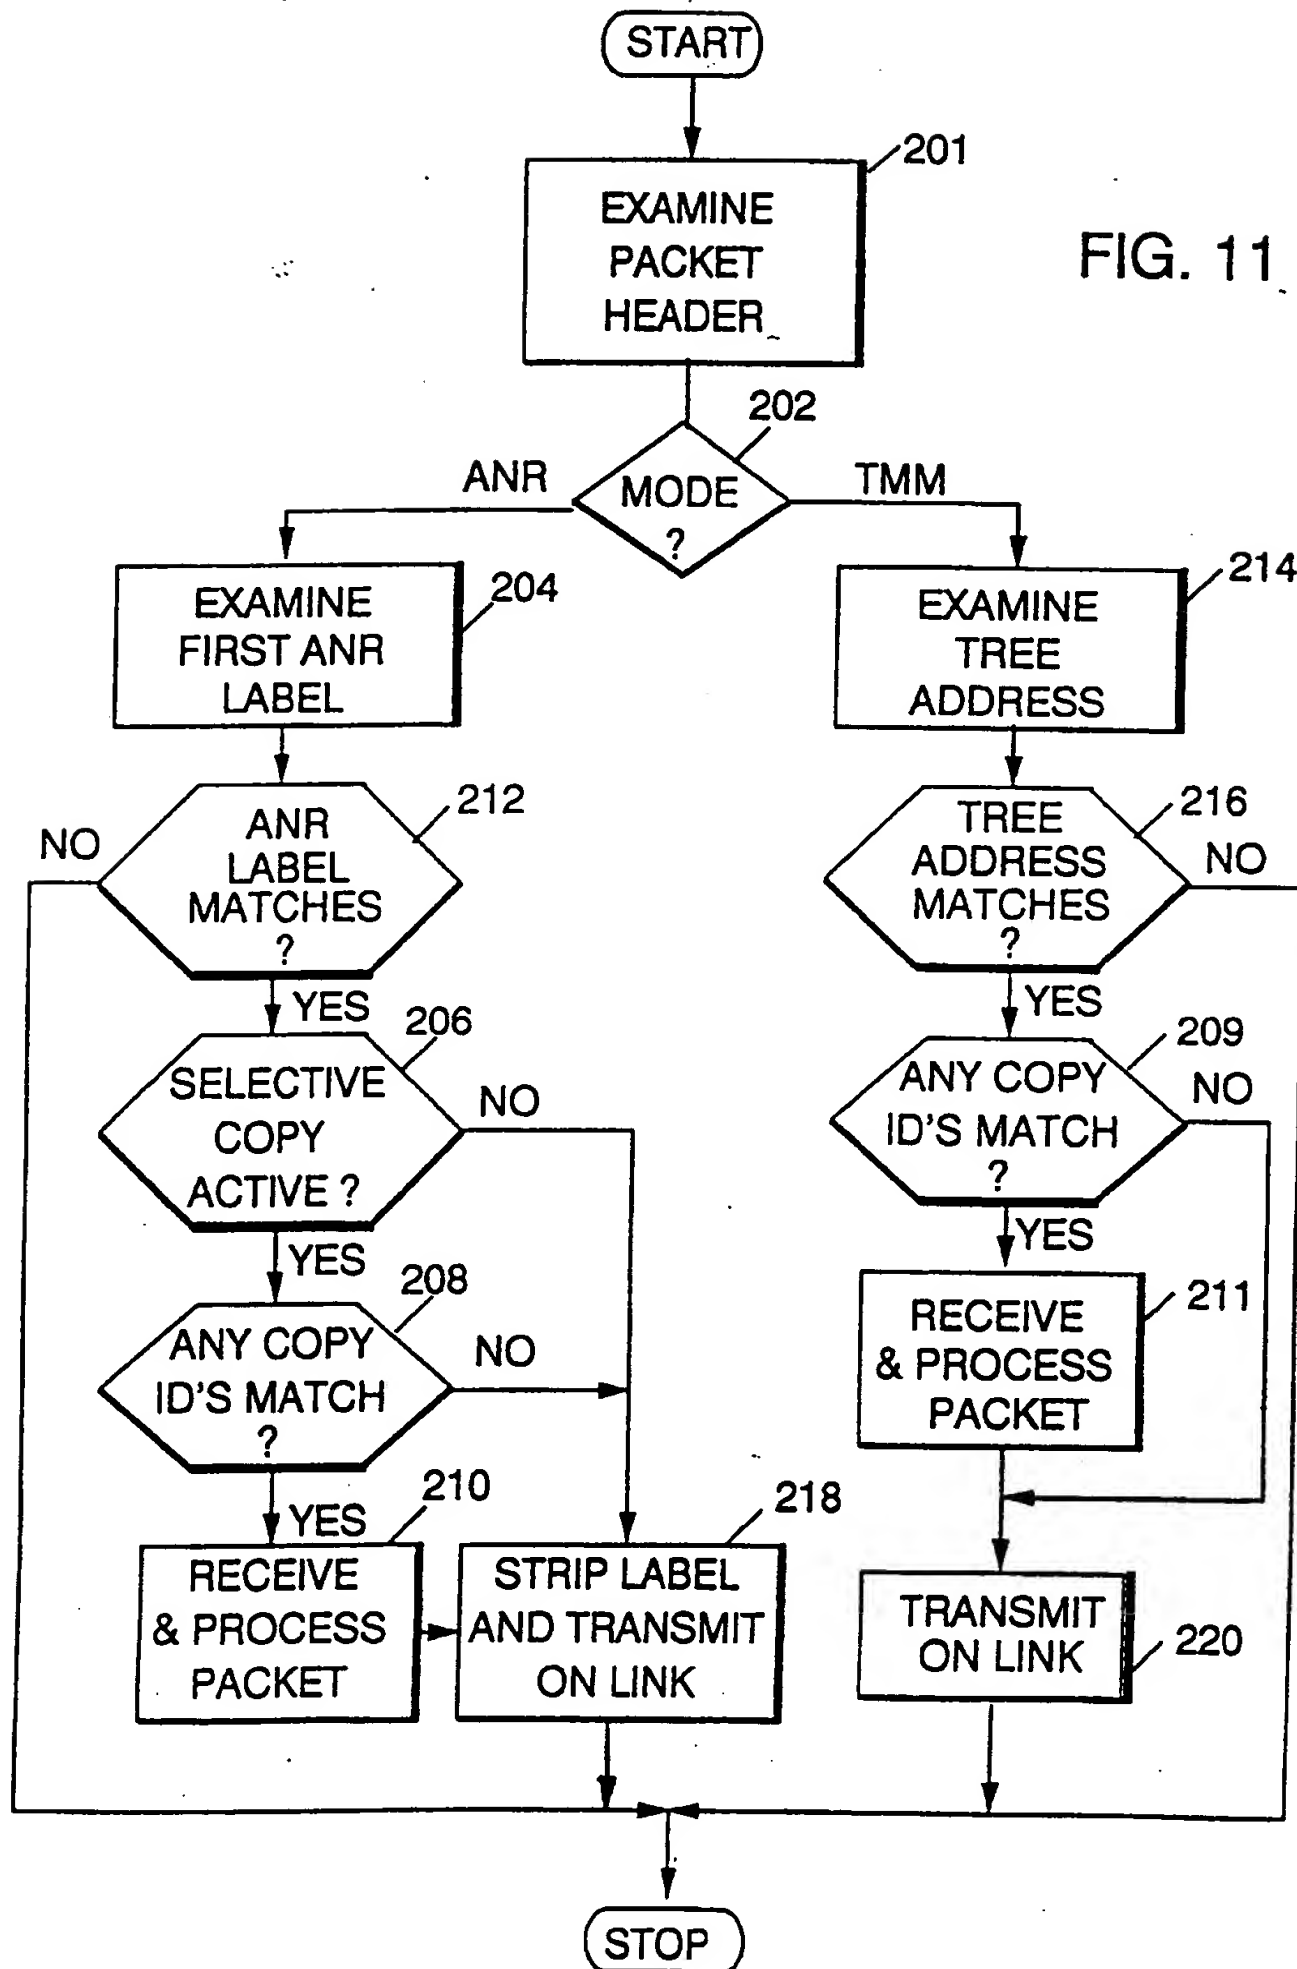 START
201
EXAMINE
PACKET
HEADER
FIG. 11
202
ANR
MODE
?
TMM
204
EXAMINE
FIRST ANR
LABEL
214
EXAMINE
TREE
ADDRESS
212
NO
ANR
LABEL
MATCHES
?
YES
216
TREE
ADDRESS
MATCHES
?
NO
YES
206
SELECTIVE
COPY
ACTIVE ?
NO
YES
209
ANY COPY
ID'S MATCH
?
NO
YES
208
ANY COPY
ID'S MATCH
?
NO
YES
211
RECEIVE
& PROCESS
PACKET
210
RECEIVE
& PROCESS
PACKET
218
STRIP LABEL
AND TRANSMIT
ON LINK
TRANSMIT
ON LINK
220
STOP